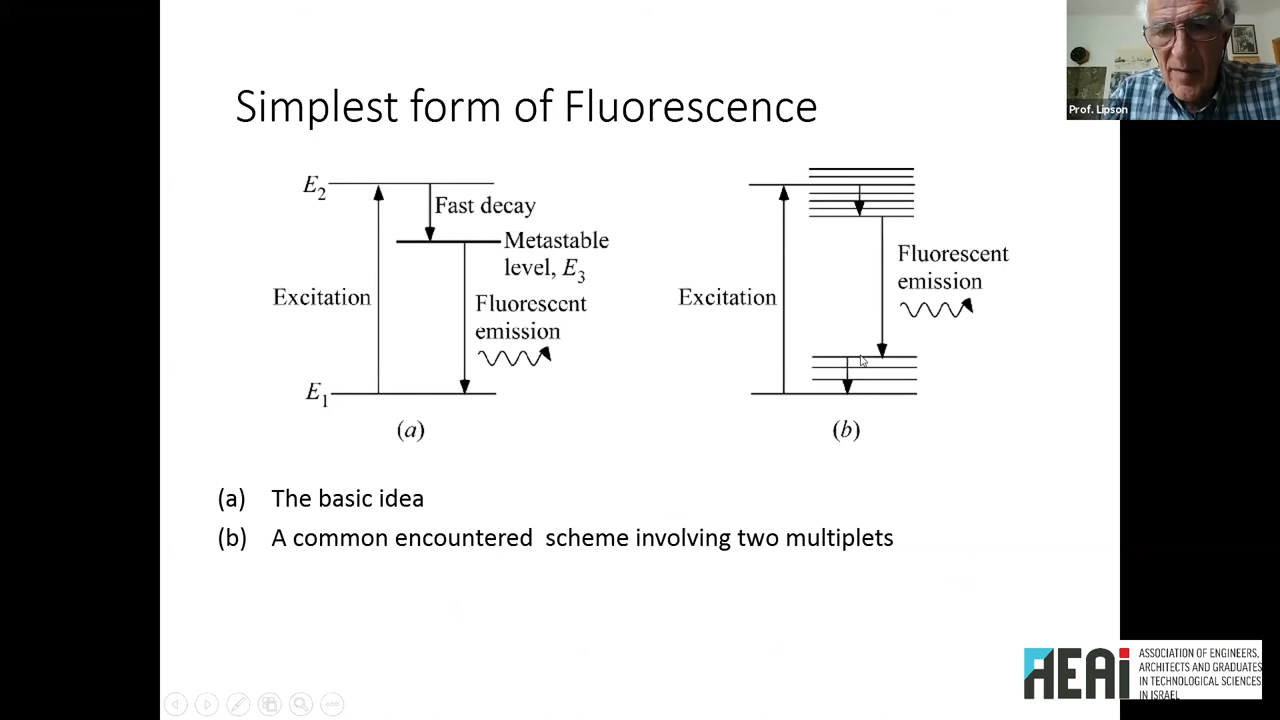 Prof. Lipson
Simplest form of Fluorescence
E2
Fast decay
Metastable
level, E3
Excitation
Fluorescent
emission
E1
(a)
Excitation
Fluorescent
emission
(b)
(a) The basic idea
(b) A common encountered scheme involving two multiplets
AEAi
ASSOCIATION OF ENGINEERS,
ARCHITECTS AND GRADUATES
IN TECHNOLOGICAL SCIENCES
IN ISRAEL